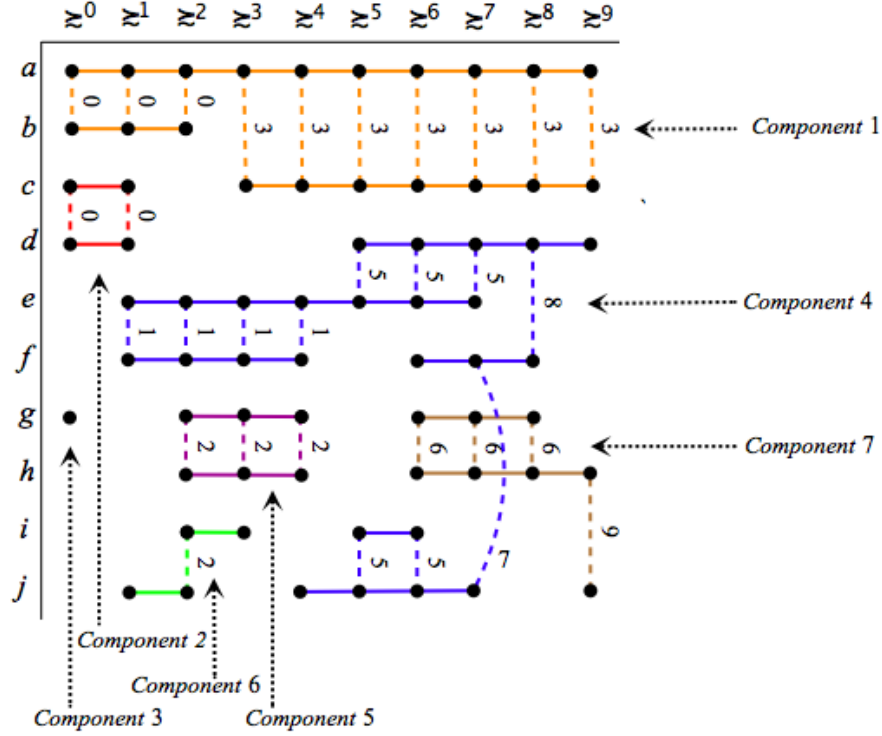 0 1 2 3 4 5 6 7 8 9
a
0 0 0 3 3 3 3 3 3 3
b Component 1
c
0 0
d
5 5 5
e 8 Component 4
1 1 1 1
f
g
2 2 2 6 6 6 Component 7
h
i 9
2 5 5 7
j
Component 2
Component 6
Component 3 Component 5